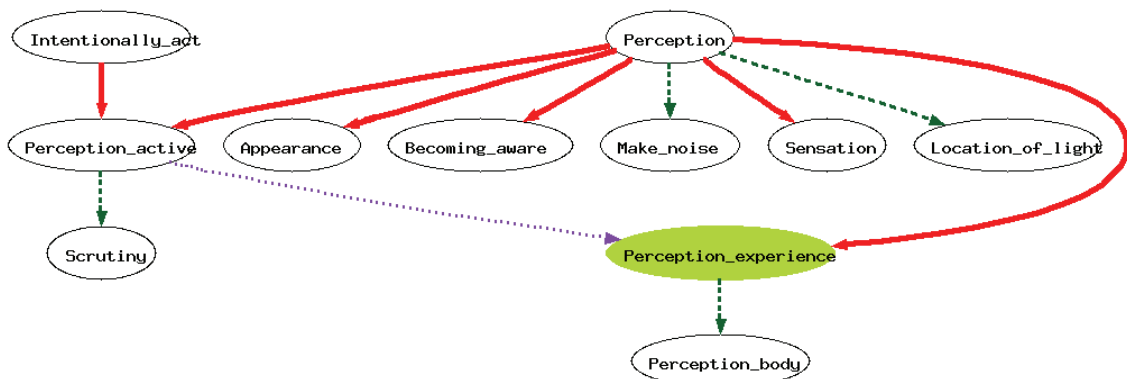 Intentionally_act
Perception
Perception_active
Appearance
Becoming_aware
Make_noise
Sensation
Location_of_light
Scrutiny
Perception_experience
Perception_body